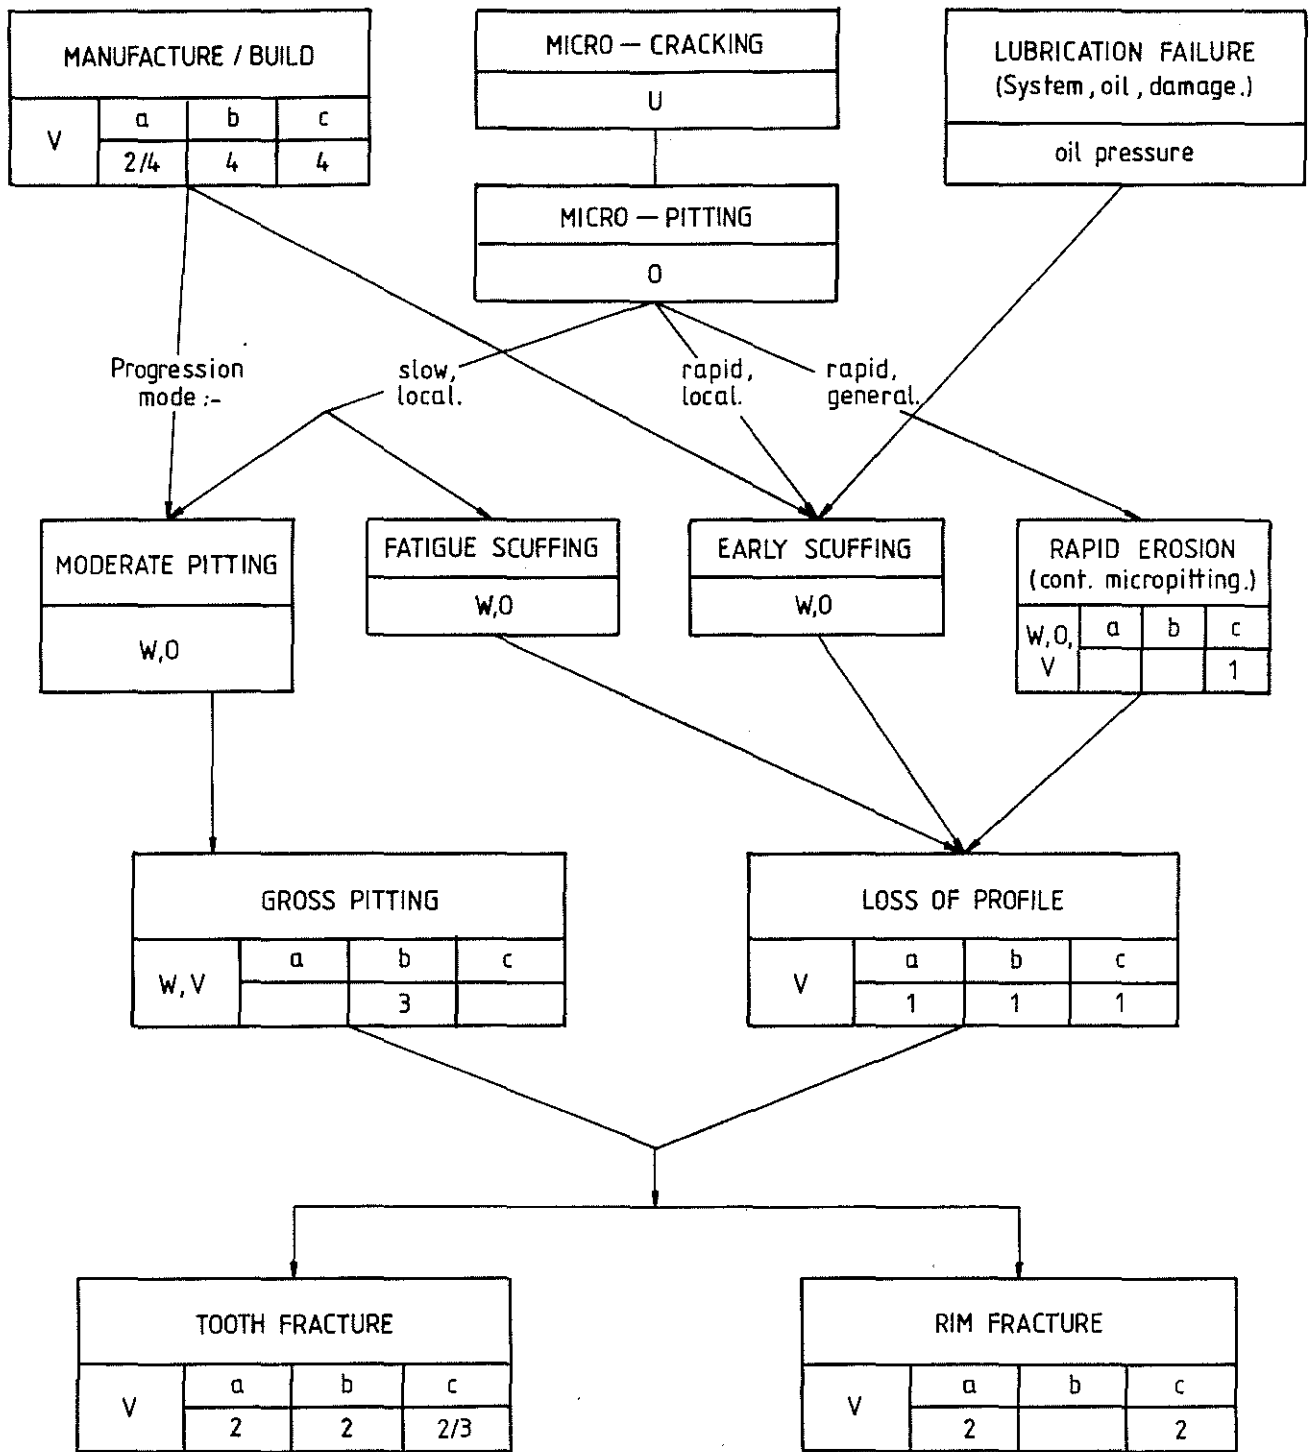 MANUFACTURE / BUILD
V a b c
2/4 4 4
MICRO — CRACKING
U
LUBRICATION FAILURE
(System, oil, damage.)
oil pressure
MICRO — PITTING
O
Progression
mode :-
slow,
local.
rapid,
local.
rapid,
general.
MODERATE PITTING
W,O
FATIGUE SCUFFING
W,O
EARLY SCUFFING
W,O
RAPID EROSION
(cont. micropitting.)
W,O, a b c
V 1
GROSS PITTING
W, V a b c
3
LOSS OF PROFILE
V a b c
1 1 1
TOOTH FRACTURE
V a b c
2 2 2/3
RIM FRACTURE
V a b c
2 2